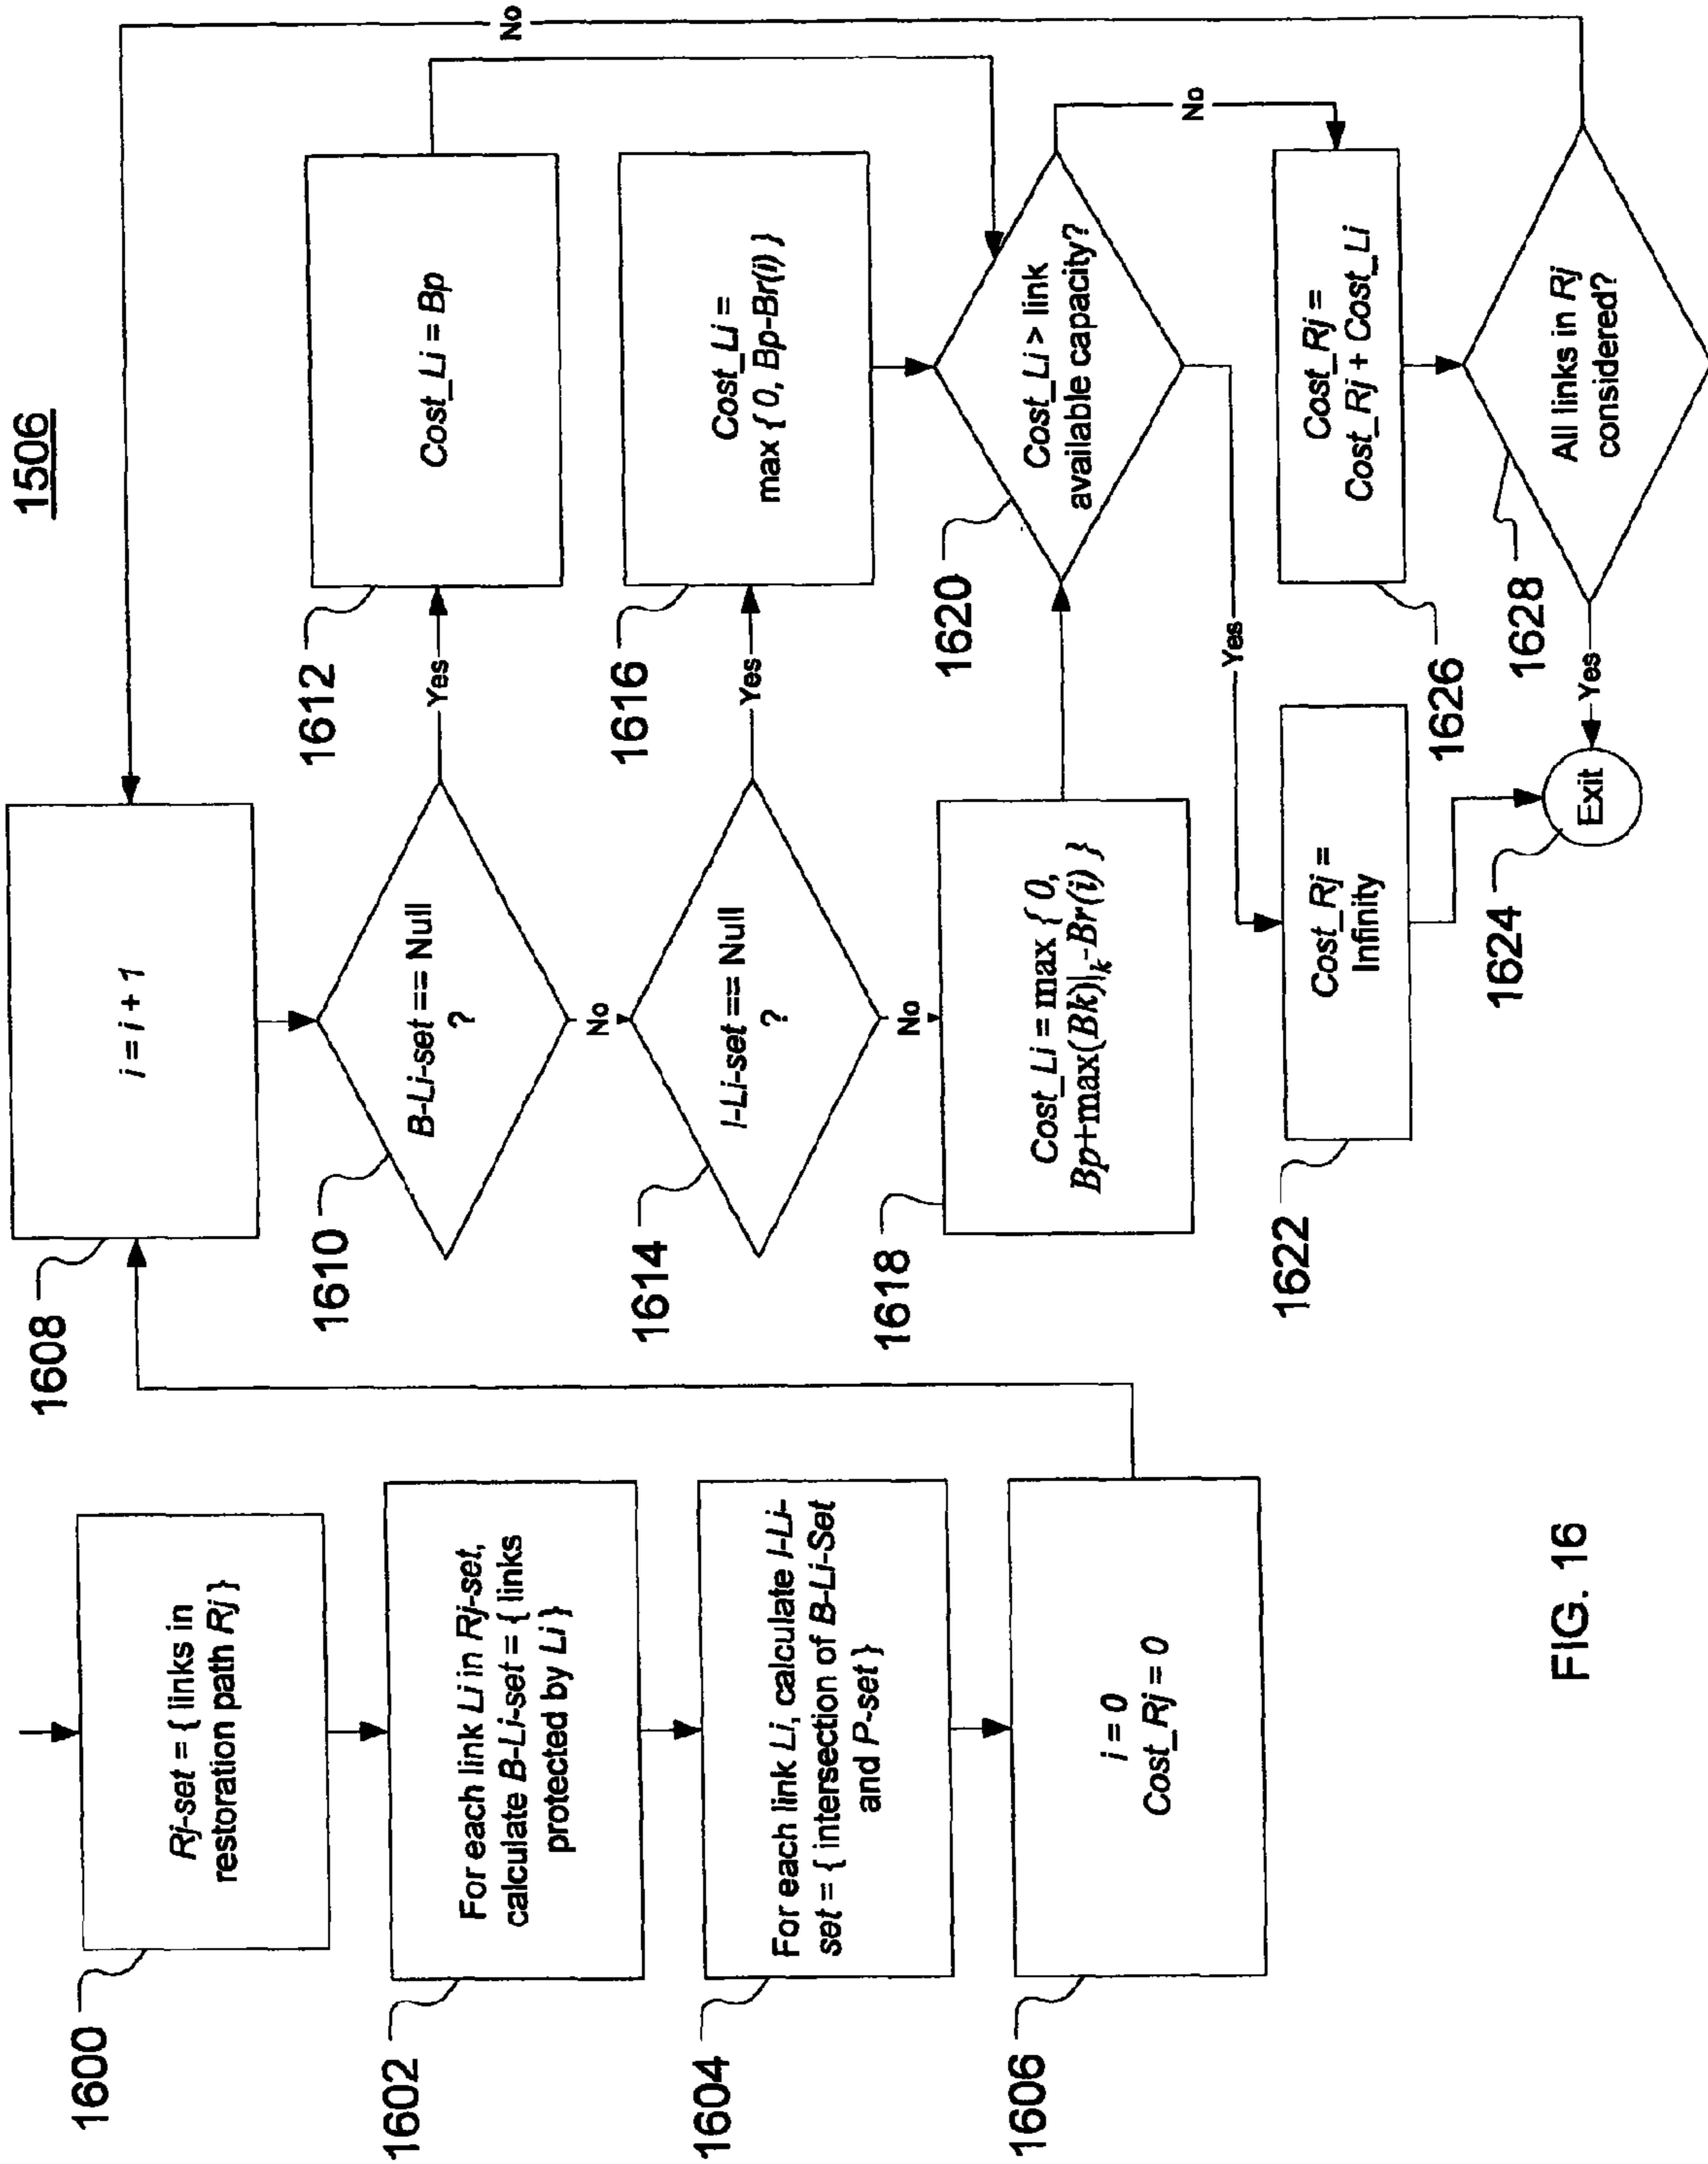 1506
1600
Rj-set = { links in
restoration path Rj }
1602
For each link Li in Rj-set,
calculate B-Li-set = { links
protected by Li }
1604
For each link Li, calculate I-Li-
set = { intersection of B-Li-Set
and P-set }
1606
i = 0
Cost_Rj = 0
1608
i = i + 1
1610
B-Li-set == Null
?
Yes
No
1612
Cost_Li = Bp
1614
I-Li-set == Null
?
Yes
No
1616
Cost_Li =
max { 0, Bp-Br(i) }
1618
Cost_Li = max { 0,
Bp+max(Bk)|k-Br(i) }
1620
Cost_Li > link
available capacity?
No
Yes
1622
Cost_Rj =
Infinity
1624
Exit
1626
Cost_Rj =
Cost_Rj + Cost_Li
1628
All links in Rj
considered?
Yes
No
FIG. 16